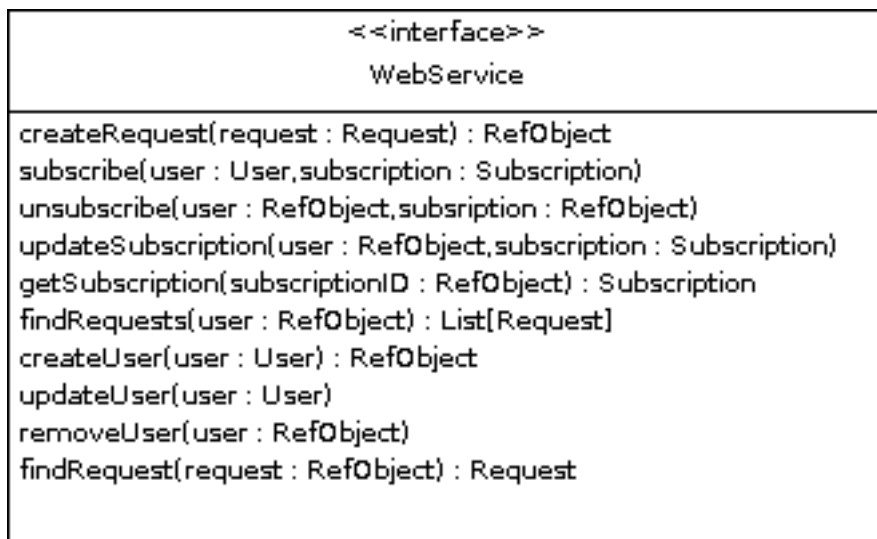 <<interface>>
WebService
createRequest(request : Request) : RefObject
subscribe(user : User,subscription : Subscription)
unsubscribe(user : RefObject,subsription : RefObject)
updateSubscription(user : RefObject,subscription : Subscription)
getSubscription(subscriptionID : RefObject) : Subscription
findRequests(user : RefObject) : List[Request]
createUser(user : User) : RefObject
updateUser(user : User)
removeUser(user : RefObject)
findRequest(request : RefObject) : Request